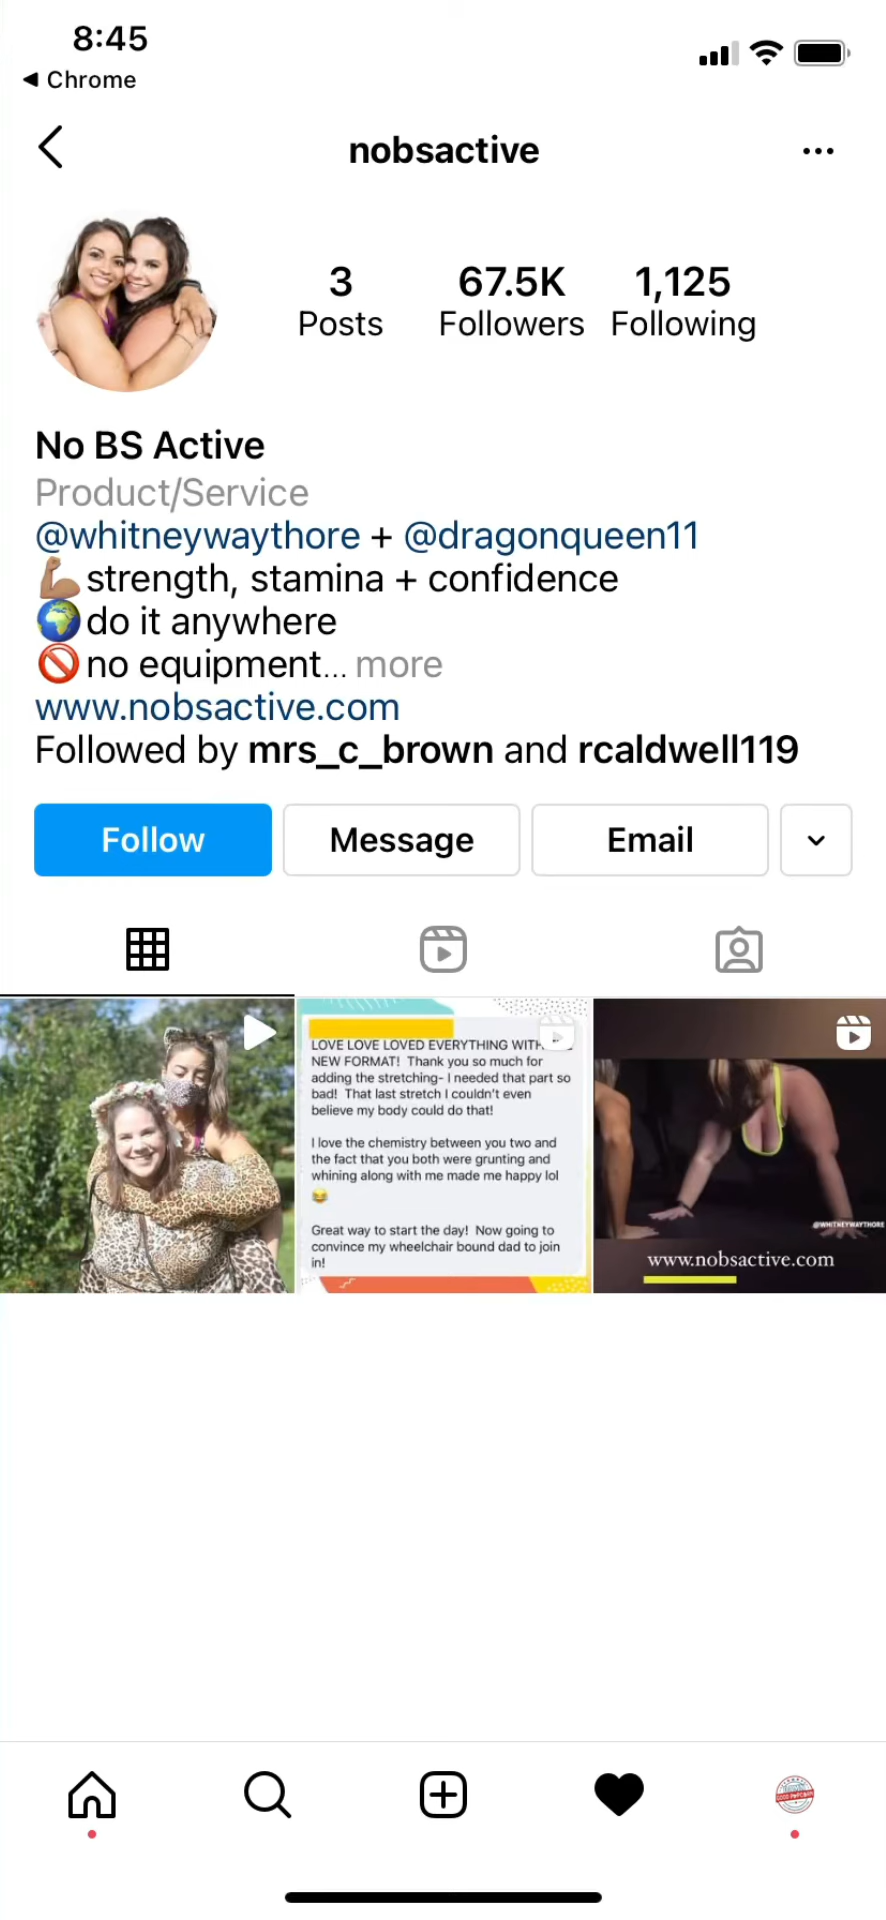 8:45
◀ Chrome
nobsactive
3
Posts
67.5K
Followers
1,125
Following
No BS Active
Product/Service
@whitneywaythore + @dragonqueen11
💪🏽strength, stamina + confidence
🌍do it anywhere
🚫no equipment... more
www.nobsactive.com
Followed by mrs_c_brown and rcaldwell119
Follow
Message
Email
LOVE LOVE LOVED EVERYTHING WITH
NEW FORMAT! Thank you so much for
adding the stretching- I needed that part so
bad! That last stretch I couldn't even
believe my body could do that!
I love the chemistry between you two and
the fact that you both were grunting and
whining along with me made me happy lol
😂
Great way to start the day! Now going to
convince my wheelchair bound dad to join
in!
@WHITNEYWAYTHORE
www.nobsactive.com